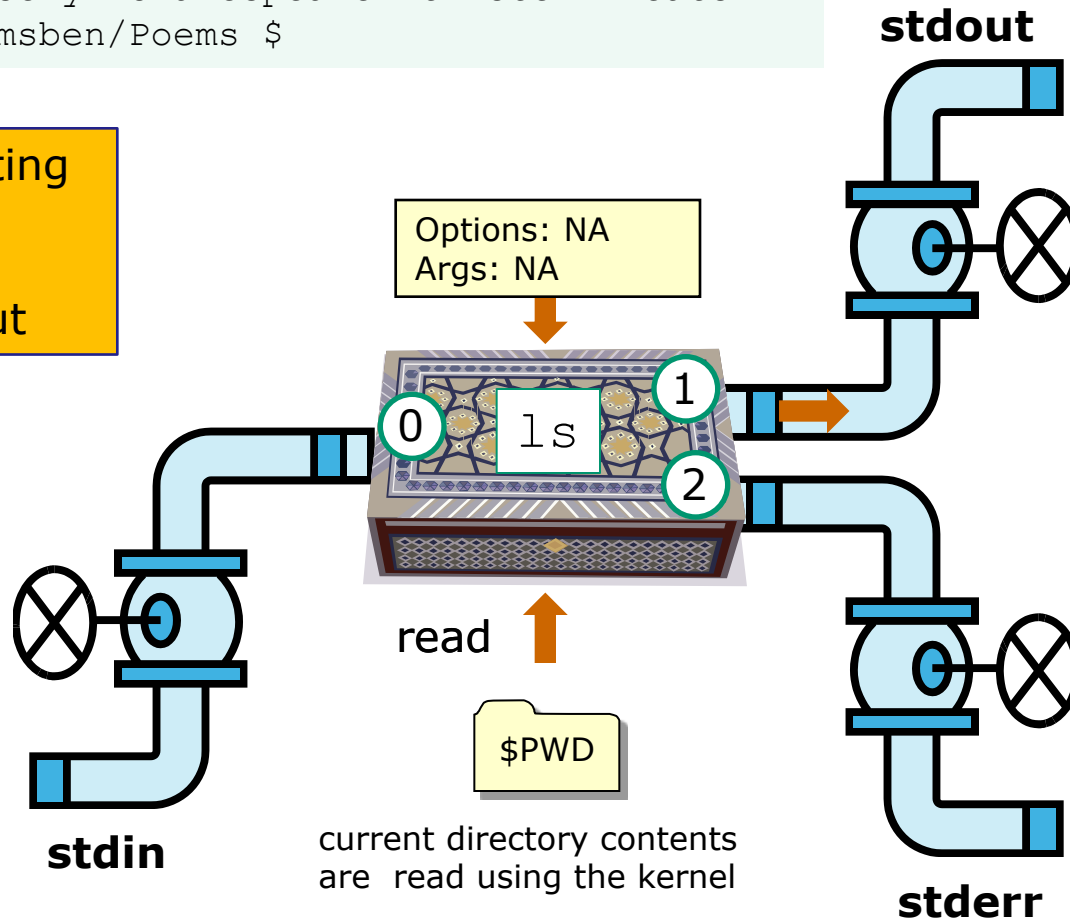 msben/Poems $
stdout
ting
ut
Options: NA
Args: NA
0
1
ls
2
read
$PWD
stdin
current directory contents
are read using the kernel
stderr